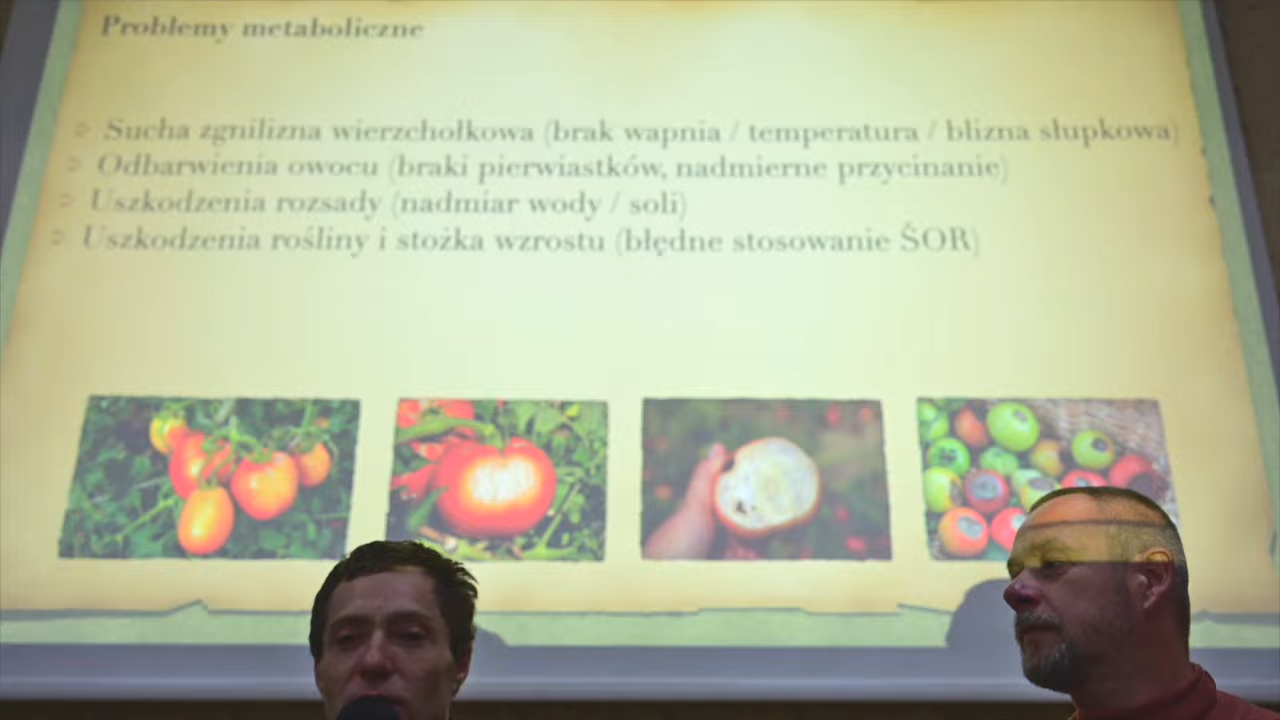 Problemy metaboliczne
Sucha zgnilizna wierzchołkowa (brak wapnia / temperatura / blizna słupkowa)
Odbarwienia owocu (braki pierwiastków, nadmierne przycinanie)
Uszkodzenia rozsady (nadmiar wody / soli)
Uszkodzenia rośliny i stożka wzrostu (błędne stosowanie ŚOR)